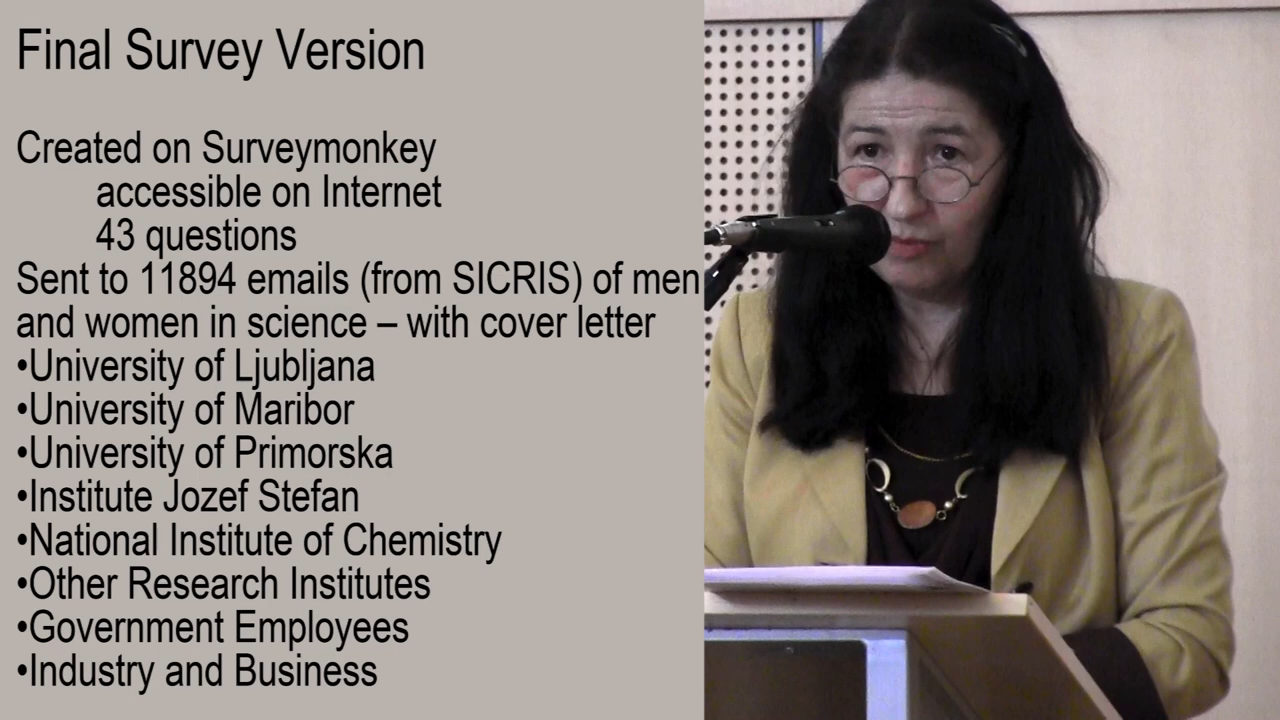 Final Survey Version
Created on Surveymonkey
accessible on Internet
43 questions
Sent to 11894 emails (from SICRIS) of men
and women in science – with cover letter
•University of Ljubljana
•University of Maribor
•University of Primorska
•Institute Jozef Stefan
•National Institute of Chemistry
•Other Research Institutes
•Government Employees
•Industry and Business